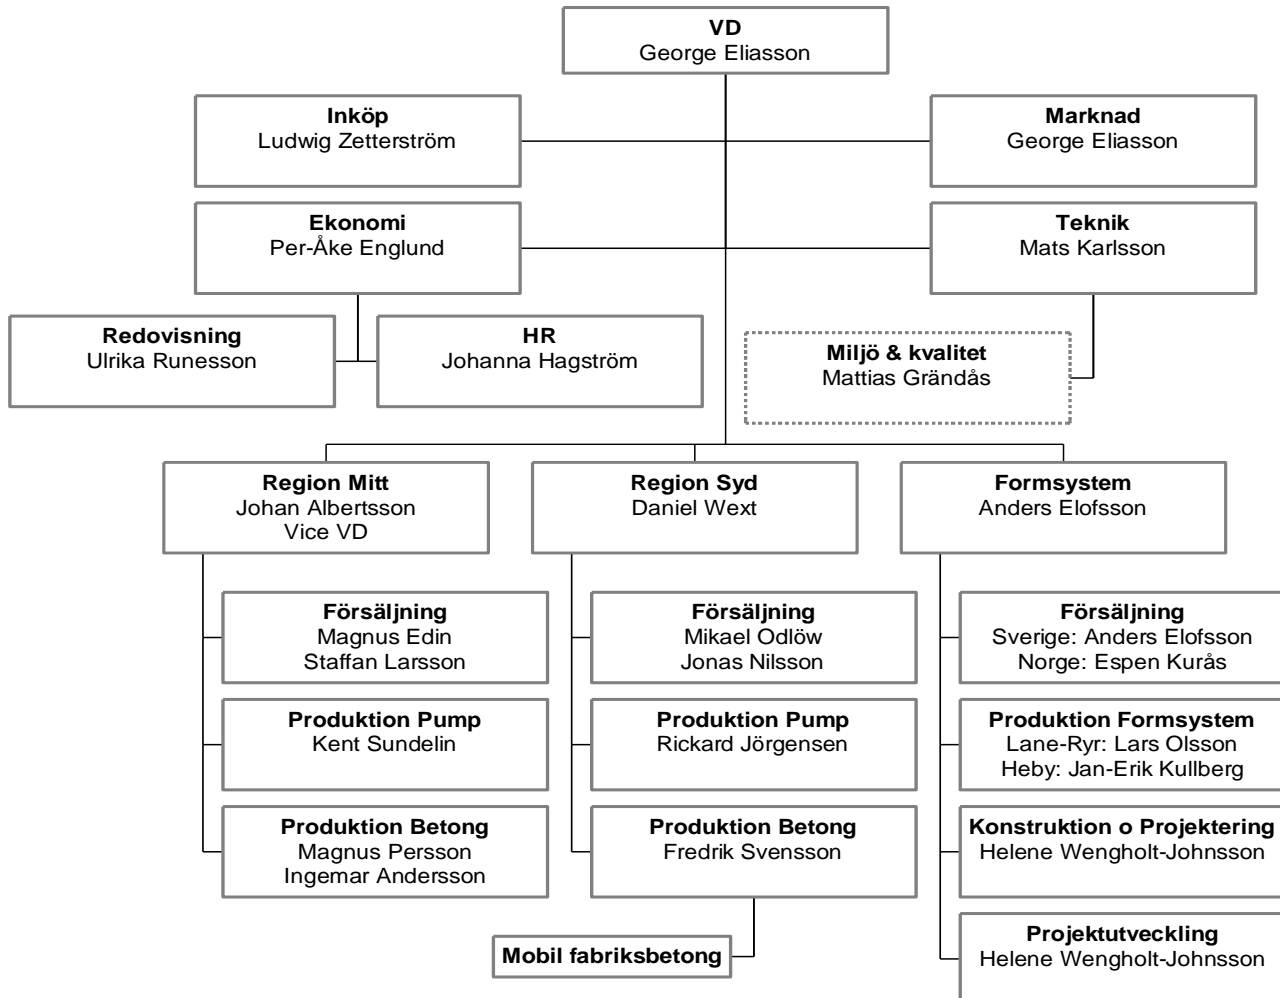 VD
George Eliasson
Inköp
Ludwig Zetterström
Marknad
George Eliasson
Ekonomi
Per-Åke Englund
Teknik
Mats Karlsson
Redovisning
Ulrika Runesson
HR
Johanna Hagström
Miljö & kvalitet
Mattias Grändås
Region Mitt
Johan Albertsson
Vice VD
Region Syd
Daniel Wext
Formsystem
Anders Elofsson
Försäljning
Magnus Edin
Staffan Larsson
Försäljning
Mikael Odlöw
Jonas Nilsson
Försäljning
Sverige: Anders Elofsson
Norge: Espen Kurås
Produktion Pump
Kent Sundelin
Produktion Pump
Rickard Jörgensen
Produktion Formsystem
Lane-Ryr: Lars Olsson
Heby: Jan-Erik Kullberg
Produktion Betong
Magnus Persson
Ingemar Andersson
Produktion Betong
Fredrik Svensson
Konstruktion o Projektering
Helene Wengholt-Johnsson
Mobil fabriksbetong
Projektutveckling
Helene Wengholt-Johnsson